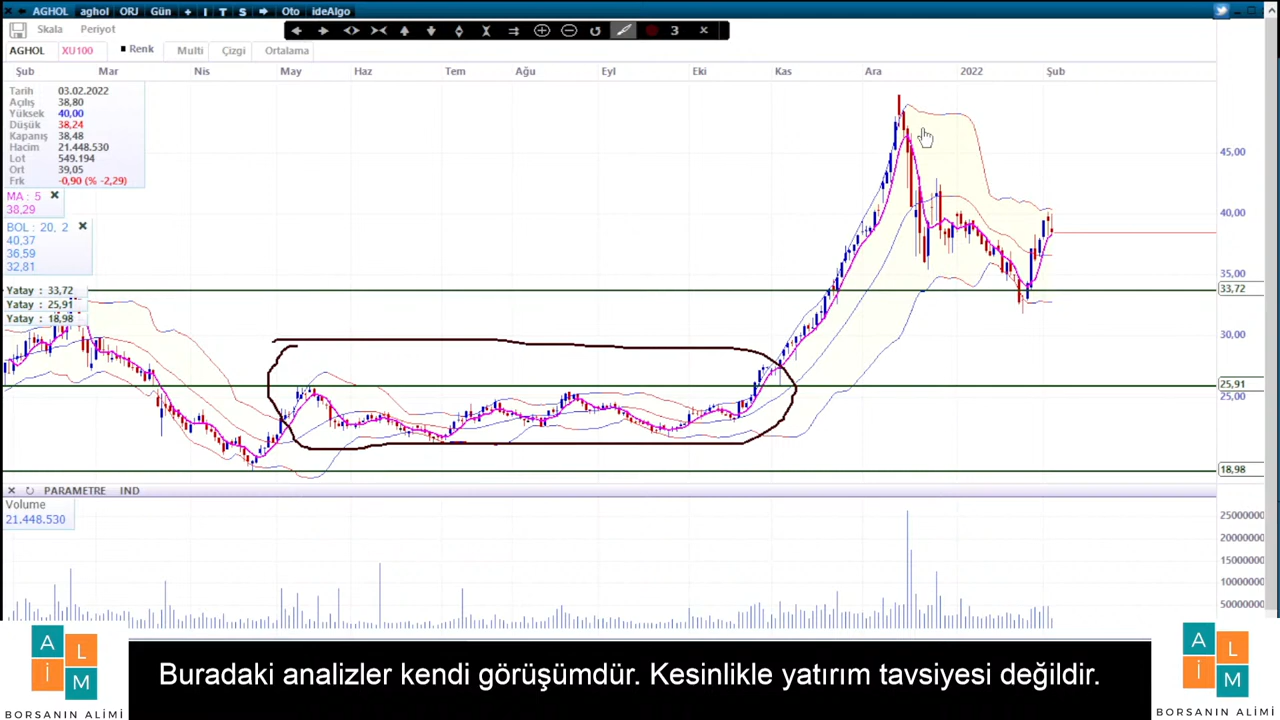 AGHOL aghol ORJ Gün + I T S Oto ideAlgo
Skala Periyot
3 x
AGHOL XU100 Renk Multi Çizgi Ortalama
Şub Mar Nis May Haz Tem Ağu Eyl Eki Kas Ara 2022 Şub
Tarih 03.02.2022
Açılış 38,80
Yüksek 40,00
Düşük 38,24
Kapanış 38,48
Hacim 21.448.530
Lot 549.194
Ort 39,05
Frk -0,90 (% -2,29)
MA : 5
38,29
BOL : 20, 2
40,37
36,59
32,81
Yatay : 33,72
Yatay : 25,91
Yatay : 18,98
45,00
40,00
35,00
33,72
30,00
25,91
25,00
18,98
PARAMETRE IND
Volume
21.448.530
25000000
20000000
15000000
10000000
50000000
A L İ M
BORSANIN ALİMİ
Buradaki analizler kendi görüşümdür. Kesinlikle yatırım tavsiyesi değildir.
A L İ M
BORSANIN ALİMİ